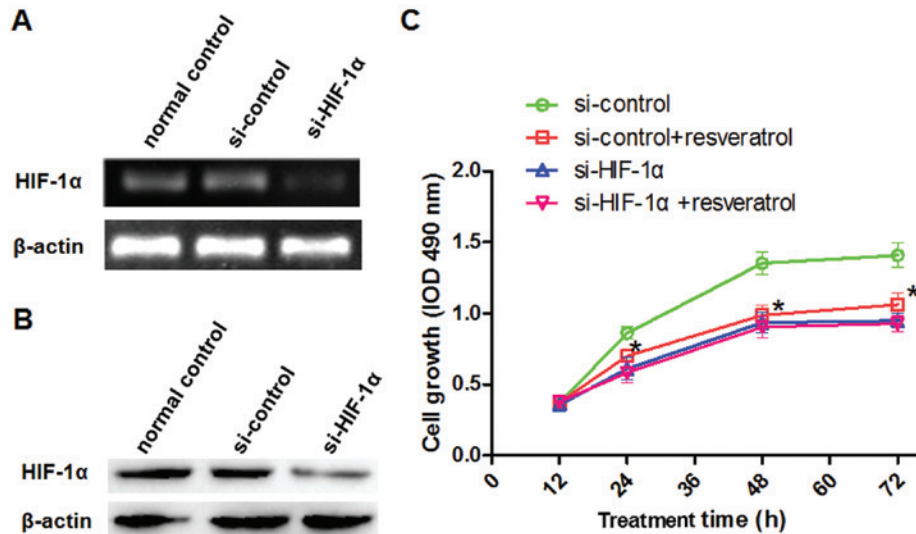 A
normal control
si-control
si-HIF-1α
HIF-1α
β-actin
B
normal control
si-control
si-HIF-1α
HIF-1α
β-actin
C
si-control
si-control+resveratrol
si-HIF-1α
si-HIF-1α +resveratrol
Cell growth (IOD 490 nm)
2.0
1.5
1.0
0.5
0.0
* * *
0 12 24 36 48 60 72
Treatment time (h)